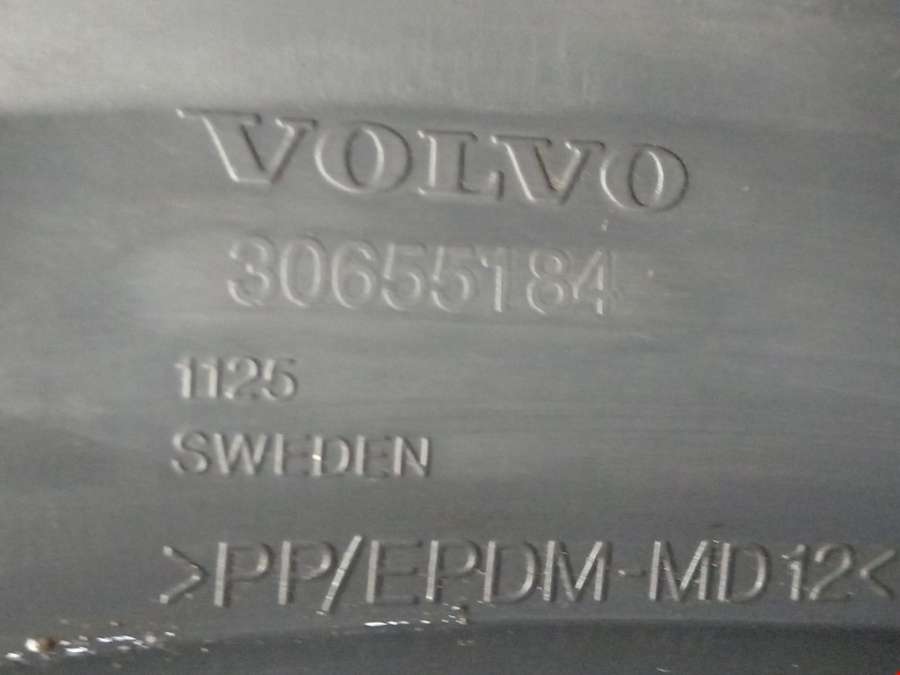 VOLVO
30655184
1125
SWEDEN
>PP/EPDM-MD12<